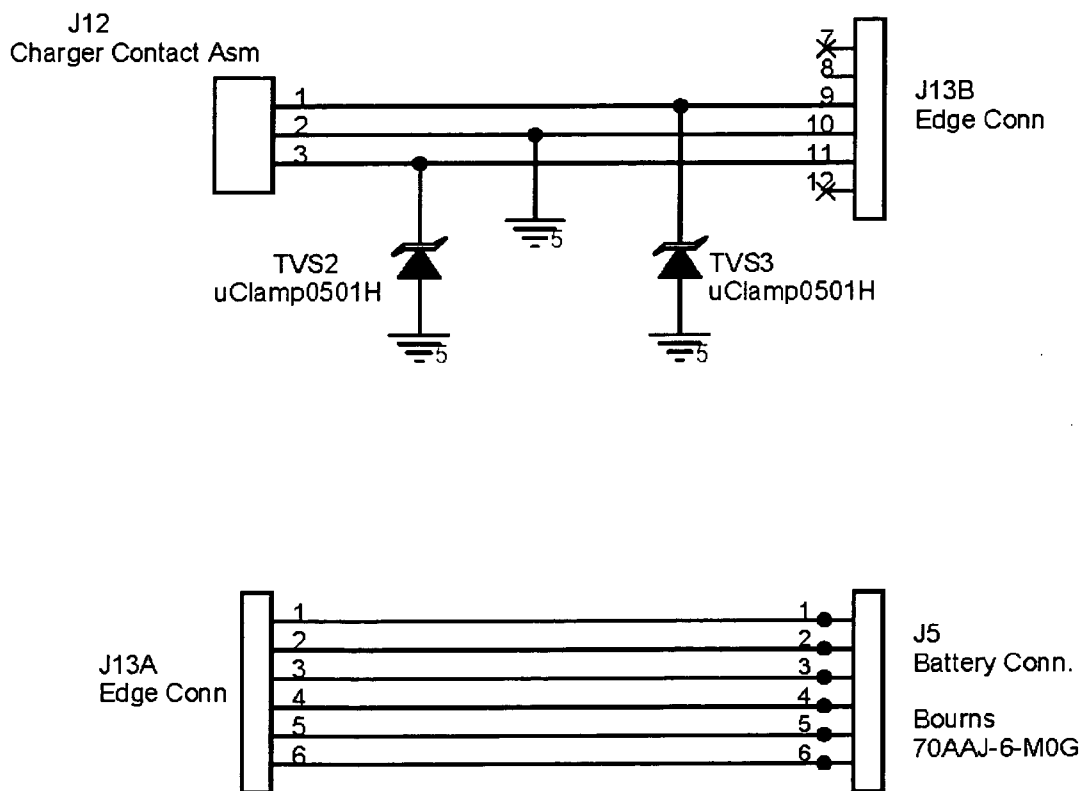 J12
Charger Contact Asm
1
2
3
7
8
9
10
11
12
J13B
Edge Conn
5
TVS2
uClamp0501H
5
TVS3
uClamp0501H
5
J13A
Edge Conn
1
2
3
4
5
6
1
2
3
4
5
6
J5
Battery Conn.
Bourns
70AAJ-6-M0G